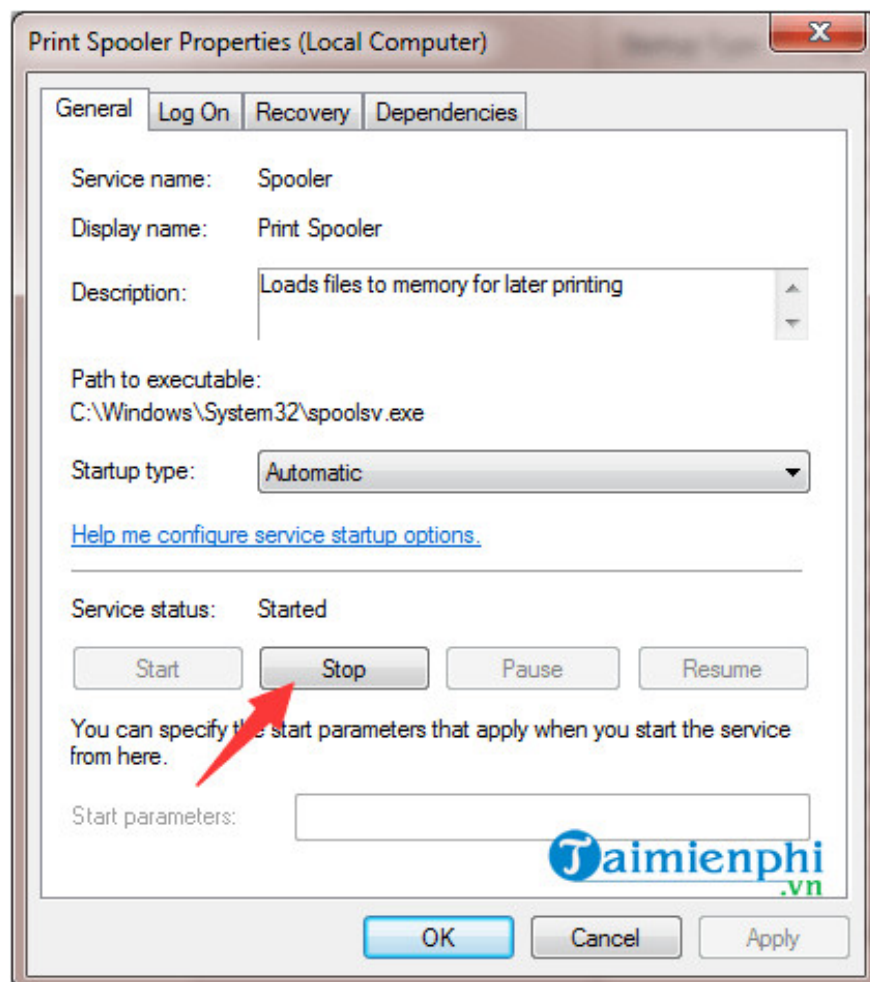 Print Spooler Properties (Local Computer)
General Log On Recovery Dependencies
Service name: Spooler
Display name: Print Spooler
Description: Loads files to memory for later printing
Path to executable:
C:\Windows\System32\spoolsv.exe
Startup type: Automatic
Help me configure service startup options.
Service status: Started
Start Stop Pause Resume
You can specify the start parameters that apply when you start the service
from here.
Start parameters:
Taimienphi
.vn
OK Cancel Apply